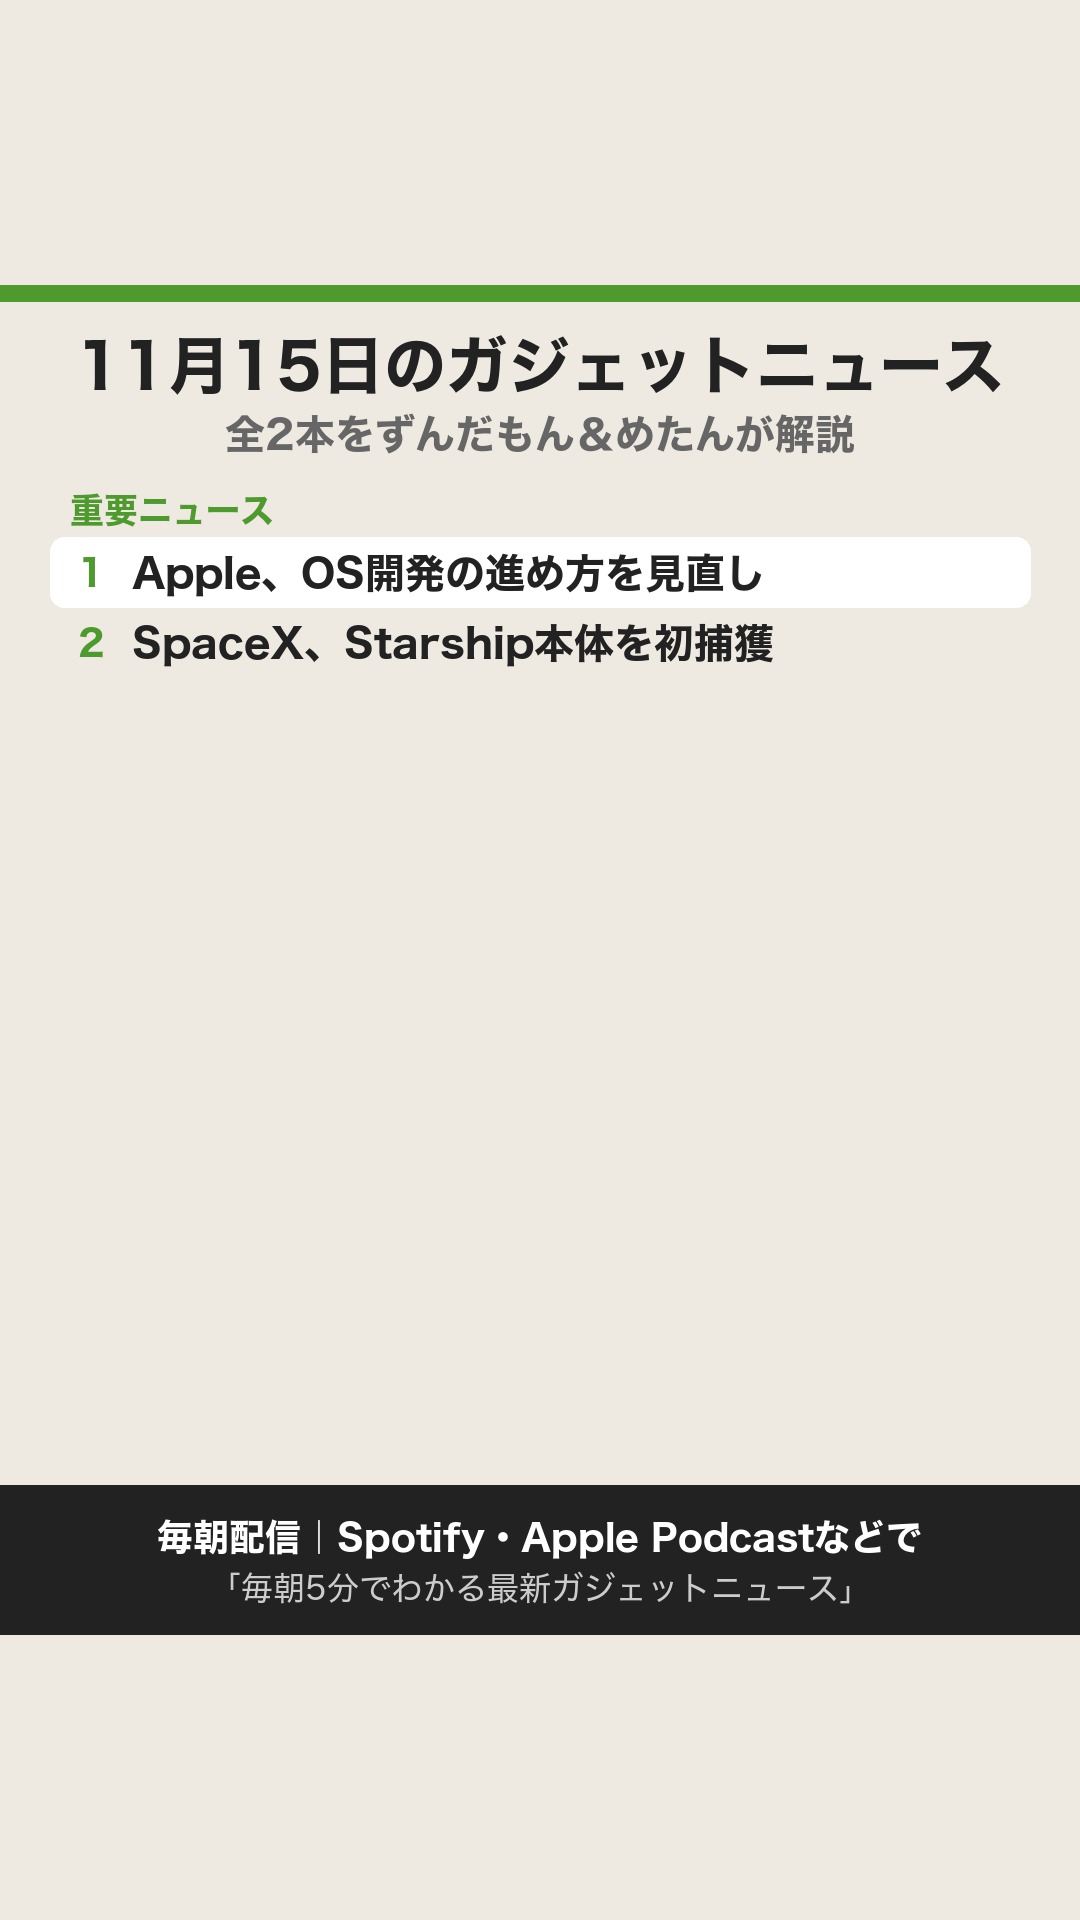 11月15日のガジェットニュース
全2本をずんだもん＆めたんが解説
重要ニュース
1 Apple、OS開発の進め方を見直し
2 SpaceX、Starship本体を初捕獲
毎朝配信｜Spotify・Apple Podcastなどで
「毎朝5分でわかる最新ガジェットニュース」